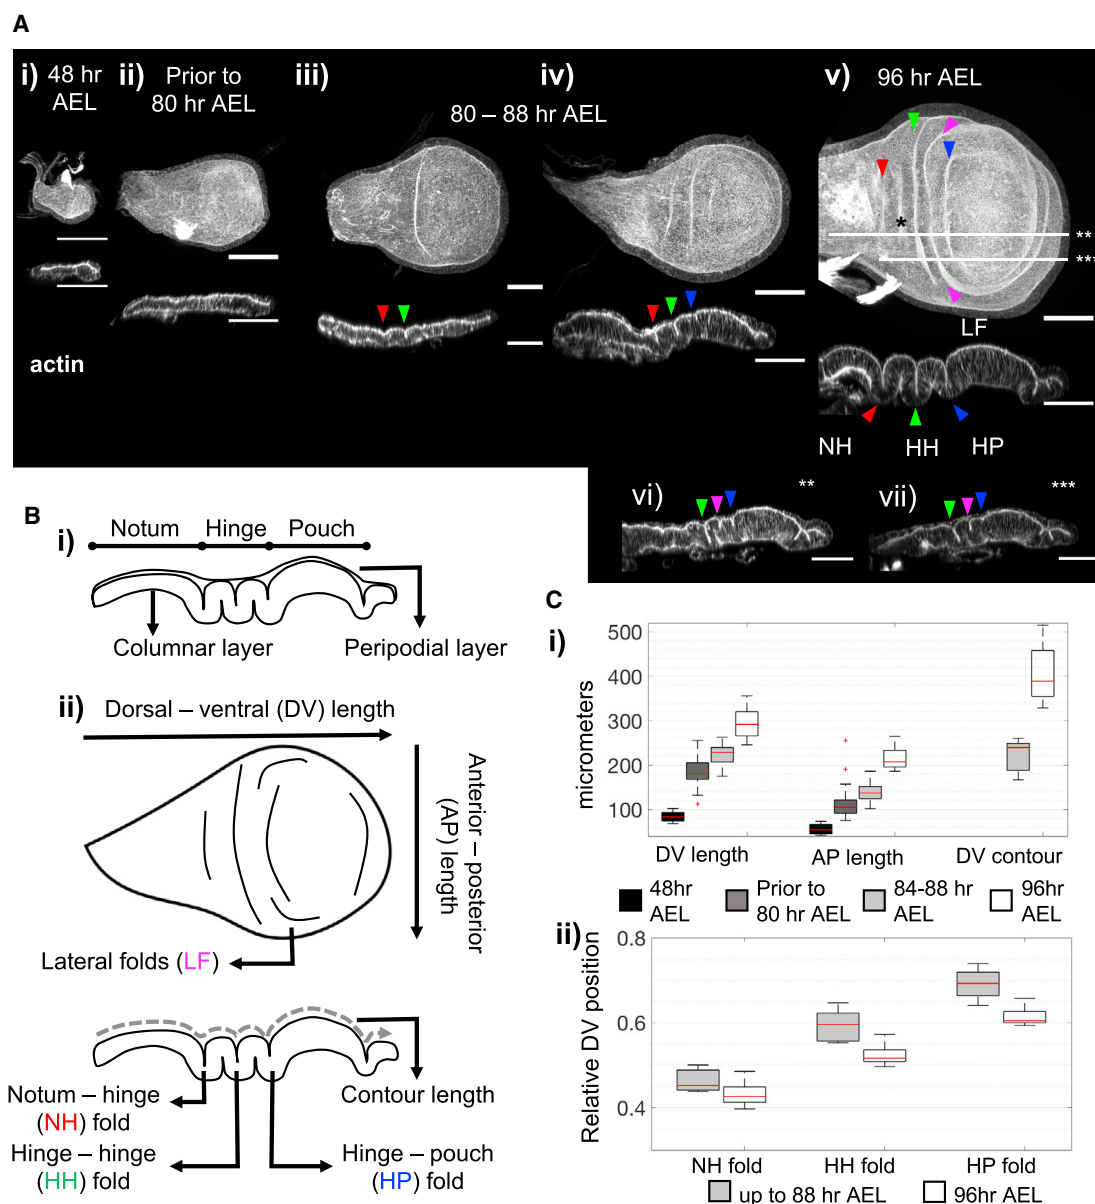 A
i) 48 hr AEL
ii) Prior to 80 hr AEL
iii)
80 – 88 hr AEL
iv)
v) 96 hr AEL
*
**
***
actin
LF
NH
HH
HP
vi)
**
vii)
***
B
i)
Notum
Hinge
Pouch
Columnar layer
Peripodial layer
ii)
Dorsal – ventral (DV) length
Anterior – posterior
(AP) length
Lateral folds (LF)
Notum – hinge
(NH) fold
Contour length
Hinge – hinge
(HH) fold
Hinge – pouch
(HP) fold
C
i)
micrometers
500
400
300
200
100
DV length
AP length
DV contour
48hr AEL
Prior to 80 hr AEL
84-88 hr AEL
96hr AEL
ii)
Relative DV position
0.8
0.6
0.4
NH fold
HH fold
HP fold
up to 88 hr AEL
96hr AEL